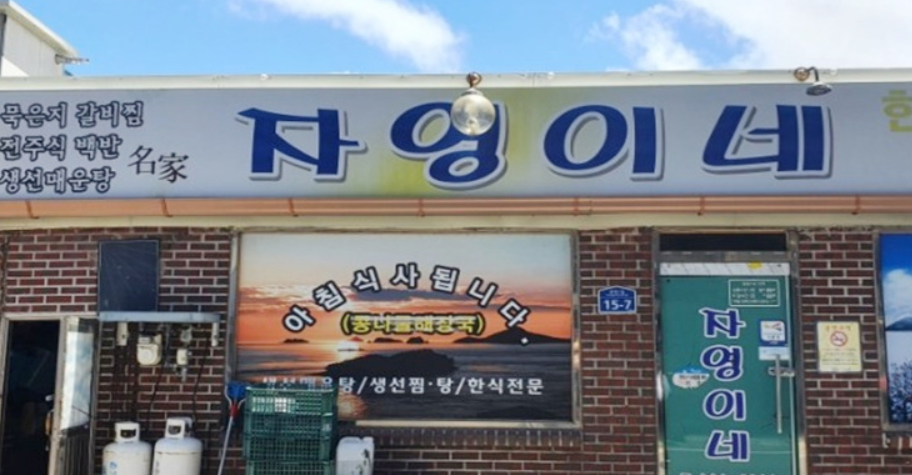 묵은지 갈비찜
전주식 백반
생선매운탕
名家
자영이네
한
아침식사됩니다
(콩나물해장국)
생선매운탕/생선찜·탕/한식전문
15-7
자영이네